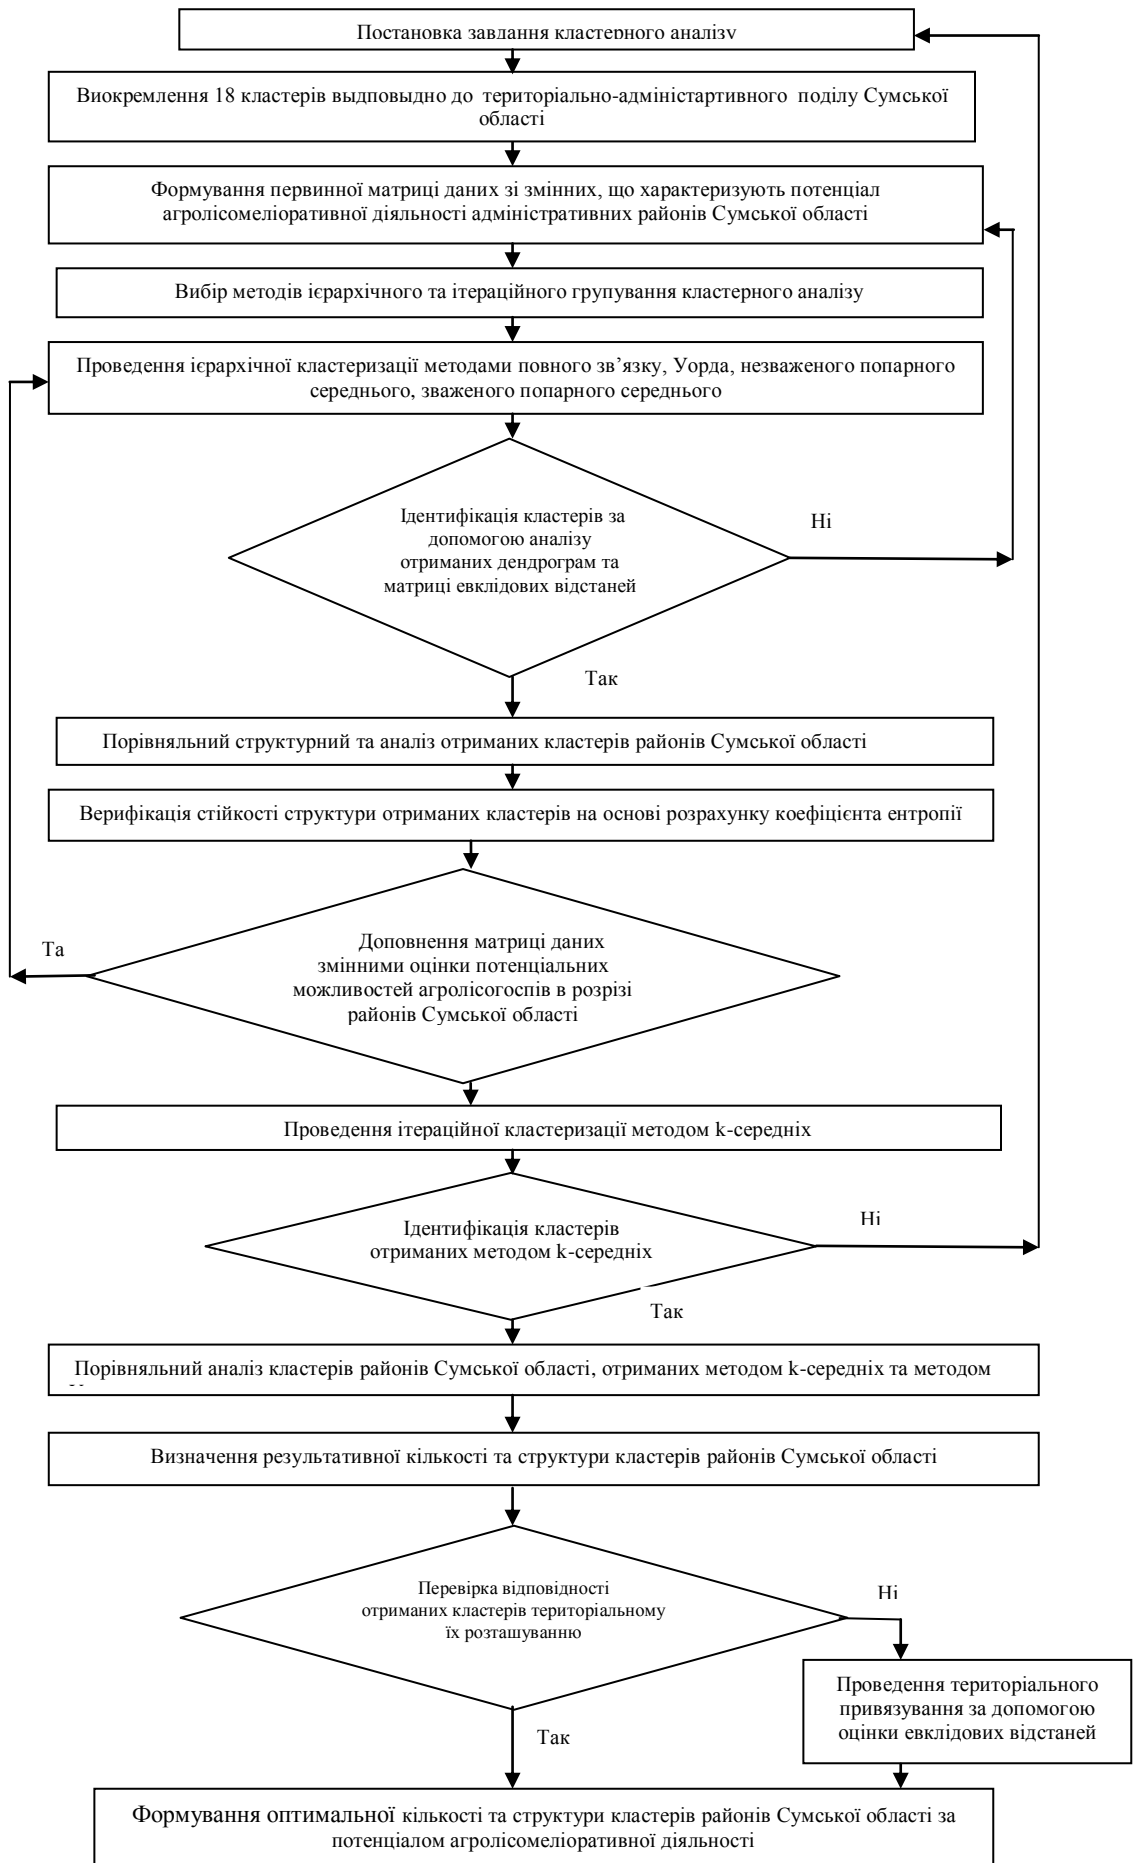 Постановка завдання кластерного аналізу
Виокремлення 18 кластерів выдповыдно до територіально-адміністартивного поділу Сумської
області
Формування первинної матриці даних зі змінних, що характеризують потенціал
агролісомеліоративної діяльності адміністративних районів Сумської області
Вибір методів ієрархічного та ітераційного групування кластерного аналізу
Проведення ієрархічної кластеризації методами повного зв’язку, Уорда, незваженого попарного
середнього, зваженого попарного середнього
Ідентифікація кластерів за
допомогою аналізу
отриманих дендрограм та
матриці евклідових відстаней
Ні
Так
Порівняльний структурний та аналіз отриманих кластерів районів Сумської області
Верифікація стійкості структури отриманих кластерів на основі розрахунку коефіцієнта ентропії
Та
Доповнення матриці даних
змінними оцінки потенціальних
можливостей агролісогоспів в розрізі
районів Сумської області
Проведення ітераційної кластеризації методом k-середніх
Ідентифікація кластерів
отриманих методом k-середніх
Ні
Так
Порівняльний аналіз кластерів районів Сумської області, отриманих методом k-середніх та методом
Визначення результативної кількості та структури кластерів районів Сумської області
Перевірка відповідності
отриманих кластерів територіальному
їх розташуванню
Ні
Так
Проведення територіального
привязування за допомогою
оцінки евклідових відстаней
Формування оптимальної кількості та структури кластерів районів Сумської області за
потенціалом агролісомеліоративної діяльності